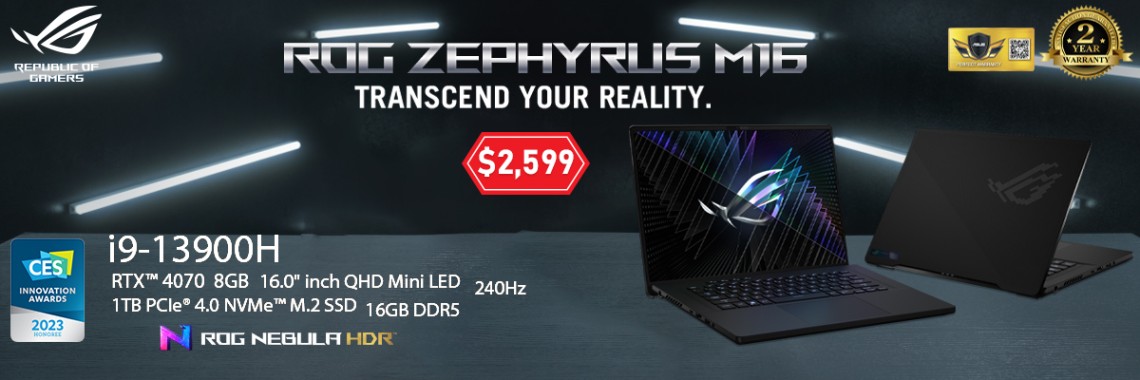 REPUBLIC OF
GAMERS
ROG ZEPHYRUS M16
TRANSCEND YOUR REALITY.
2
YEAR
WARRANTY
$2,599
CES
INNOVATION
AWARDS
2023
HONOREE
i9-13900H
RTX™ 4070 8GB 16.0" inch QHD Mini LED 240Hz
1TB PCIe® 4.0 NVMe™ M.2 SSD 16GB DDR5
ROG NEBULA HDR™